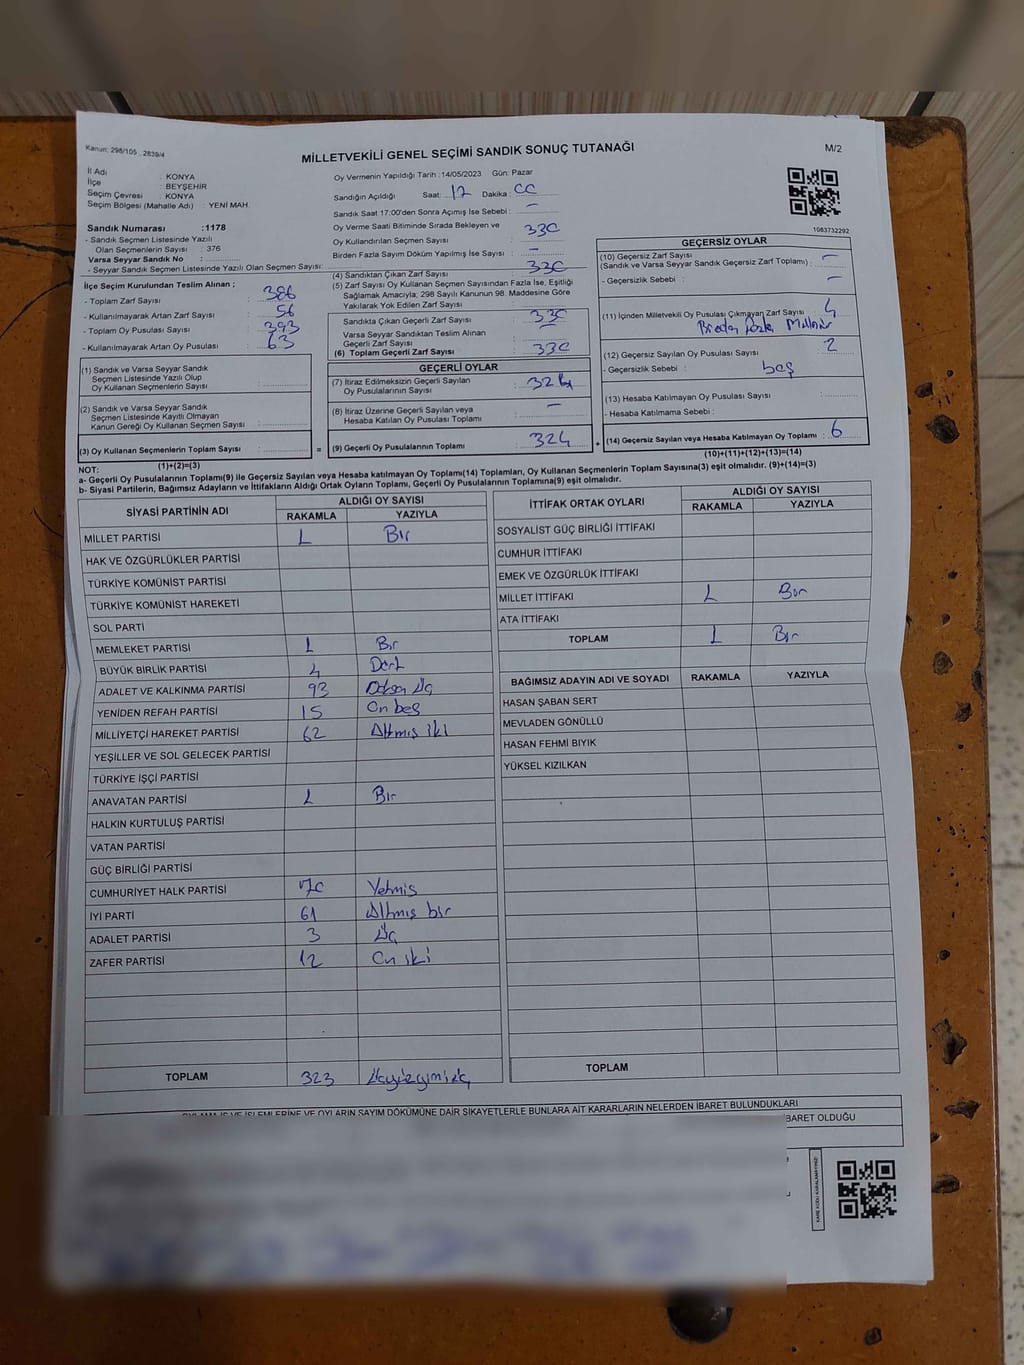 Kanun: 298/105 , 2839/4
MİLLETVEKİLİ GENEL SEÇİMİ SANDIK SONUÇ TUTANAĞI
M/2
İl Adı : KONYA
İlçe : BEYŞEHİR
Seçim Çevresi : KONYA
Seçim Bölgesi (Mahalle Adı) : YENİ MAH.
Sandık Numarası :1178
- Sandık Seçmen Listesinde Yazılı
Olan Seçmenlerin Sayısı : 376
Varsa Seyyar Sandık No :
- Seyyar Sandık Seçmen Listesinde Yazılı Olan Seçmen Sayısı:
İlçe Seçim Kurulundan Teslim Alınan ;
- Toplam Zarf Sayısı : 386
- Kullanılmayarak Artan Zarf Sayısı : 56
- Toplam Oy Pusulası Sayısı : 393
- Kullanılmayarak Artan Oy Pusulası : 63
(1) Sandık ve Varsa Seyyar Sandık
Seçmen Listesinde Yazılı Olup
Oy Kullanan Seçmenlerin Sayısı :
(2) Sandık ve Varsa Seyyar Sandık
Seçmen Listesinde Kayıtlı Olmayan
Kanun Gereği Oy Kullanan Seçmen Sayısı :
(3) Oy Kullanan Seçmenlerin Toplam Sayısı :
(1)+(2)=(3)
Oy Vermenin Yapıldığı Tarih : 14/05/2023 Gün: Pazar
Sandığın Açıldığı Saat: 17 Dakika : 00
Sandık Saat 17:00'den Sonra Açımış İse Sebebi : –
Oy Verme Saati Bitiminde Sırada Bekleyen ve
Oy Kullandırılan Seçmen Sayısı : 330
Birden Fazla Sayım Döküm Yapılmış İse Sayısı : –
(4) Sandıktan Çıkan Zarf Sayısı : 330
(5) Zarf Sayısı Oy Kullanan Seçmen Sayısından Fazla İse, Eşitliği
Sağlamak Amacıyla; 298 Sayılı Kanunun 98. Maddesine Göre
Yakılarak Yok Edilen Zarf Sayısı :
Sandıkta Çıkan Geçerli Zarf Sayısı : 330
Varsa Seyyar Sandıktan Teslim Alınan
Geçerli Zarf Sayısı : –
(6) Toplam Geçerli Zarf Sayısı : 330
GEÇERLİ OYLAR
(7) İtiraz Edilmeksizin Geçerli Sayılan
Oy Pusulalarının Sayısı : 324
(8) İtiraz Üzerine Geçerli Sayılan veya
Hesaba Katılan Oy Pusulalarının Toplamı : –
= (9) Geçerli Oy Pusulalarının Toplamı : 324
1083732292
GEÇERSİZ OYLAR
(10) Geçersiz Zarf Sayısı : –
(Sandık ve Varsa Seyyar Sandık Geçersiz Zarf Toplamı) :
- Geçersizlik Sebebi : –
(11) İçinden Milletvekili Oy Pusulası Çıkmayan Zarf Sayısı : 4
(12) Geçersiz Sayılan Oy Pusulası Sayısı : 2
- Geçersizlik Sebebi : boş
(13) Hesaba Katılmayan Oy Pusulası Sayısı :
- Hesaba Katılmama Sebebi :
+ (14) Geçersiz Sayılan veya Hesaba Katılmayan Oy Toplamı : 6
(10)+(11)+(12)+(13)=(14)
NOT:
a- Geçerli Oy Pusulalarının Toplamı(9) ile Geçersiz Sayılan veya Hesaba katılmayan Oy Toplamı(14) Toplamları, Oy Kullanan Seçmenlerin Toplam Sayısına(3) eşit olmalıdır. (9)+(14)=(3)
b- Siyasi Partilerin, Bağımsız Adayların ve İttifakların Aldığı Ortak Oyların Toplamı, Geçerli Oy Pusulalarının Toplamına(9) eşit olmalıdır.
SİYASİ PARTİNİN ADI ALDIĞI OY SAYISI
RAKAMLA YAZIYLA
MİLLET PARTİSİ 1 Bir
HAK VE ÖZGÜRLÜKLER PARTİSİ
TÜRKİYE KOMÜNİST PARTİSİ
TÜRKİYE KOMÜNİST HAREKETİ
SOL PARTİ
MEMLEKET PARTİSİ 1 Bir
BÜYÜK BİRLİK PARTİSİ 4 Dört
ADALET VE KALKINMA PARTİSİ 93 Doksan Üç
YENİDEN REFAH PARTİSİ 15 On beş
MİLLİYETÇİ HAREKET PARTİSİ 62 Altmış iki
YEŞİLLER VE SOL GELECEK PARTİSİ
TÜRKİYE İŞÇİ PARTİSİ
ANAVATAN PARTİSİ 1 Bir
HALKIN KURTULUŞ PARTİSİ
VATAN PARTİSİ
GÜÇ BİRLİĞİ PARTİSİ
CUMHURİYET HALK PARTİSİ 70 Yetmiş
İYİ PARTİ 61 Altmış bir
ADALET PARTİSİ 3 Üç
ZAFER PARTİSİ 12 On iki
TOPLAM 323 Üçyüzyirmiüç
İTTİFAK ORTAK OYLARI ALDIĞI OY SAYISI
RAKAMLA YAZIYLA
SOSYALİST GÜÇ BİRLİĞİ İTTİFAKI
CUMHUR İTTİFAKI
EMEK VE ÖZGÜRLÜK İTTİFAKI
MİLLET İTTİFAKI 1 Bir
ATA İTTİFAKI
TOPLAM 1 Bir
BAĞIMSIZ ADAYIN ADI VE SOYADI RAKAMLA YAZIYLA
HASAN ŞABAN SERT
MEVLADEN GÖNÜLLÜ
HASAN FEHMİ BIYIK
YÜKSEL KIZILKAN
TOPLAM
OYLAMA İŞ VE İŞLEMLERİNE VE OYLARIN SAYIM DÖKÜMÜNE DAİR ŞİKAYETLERLE BUNLARA AİT KARARLARIN NELERDEN İBARET BULUNDUKLARI
BARET OLDUĞU